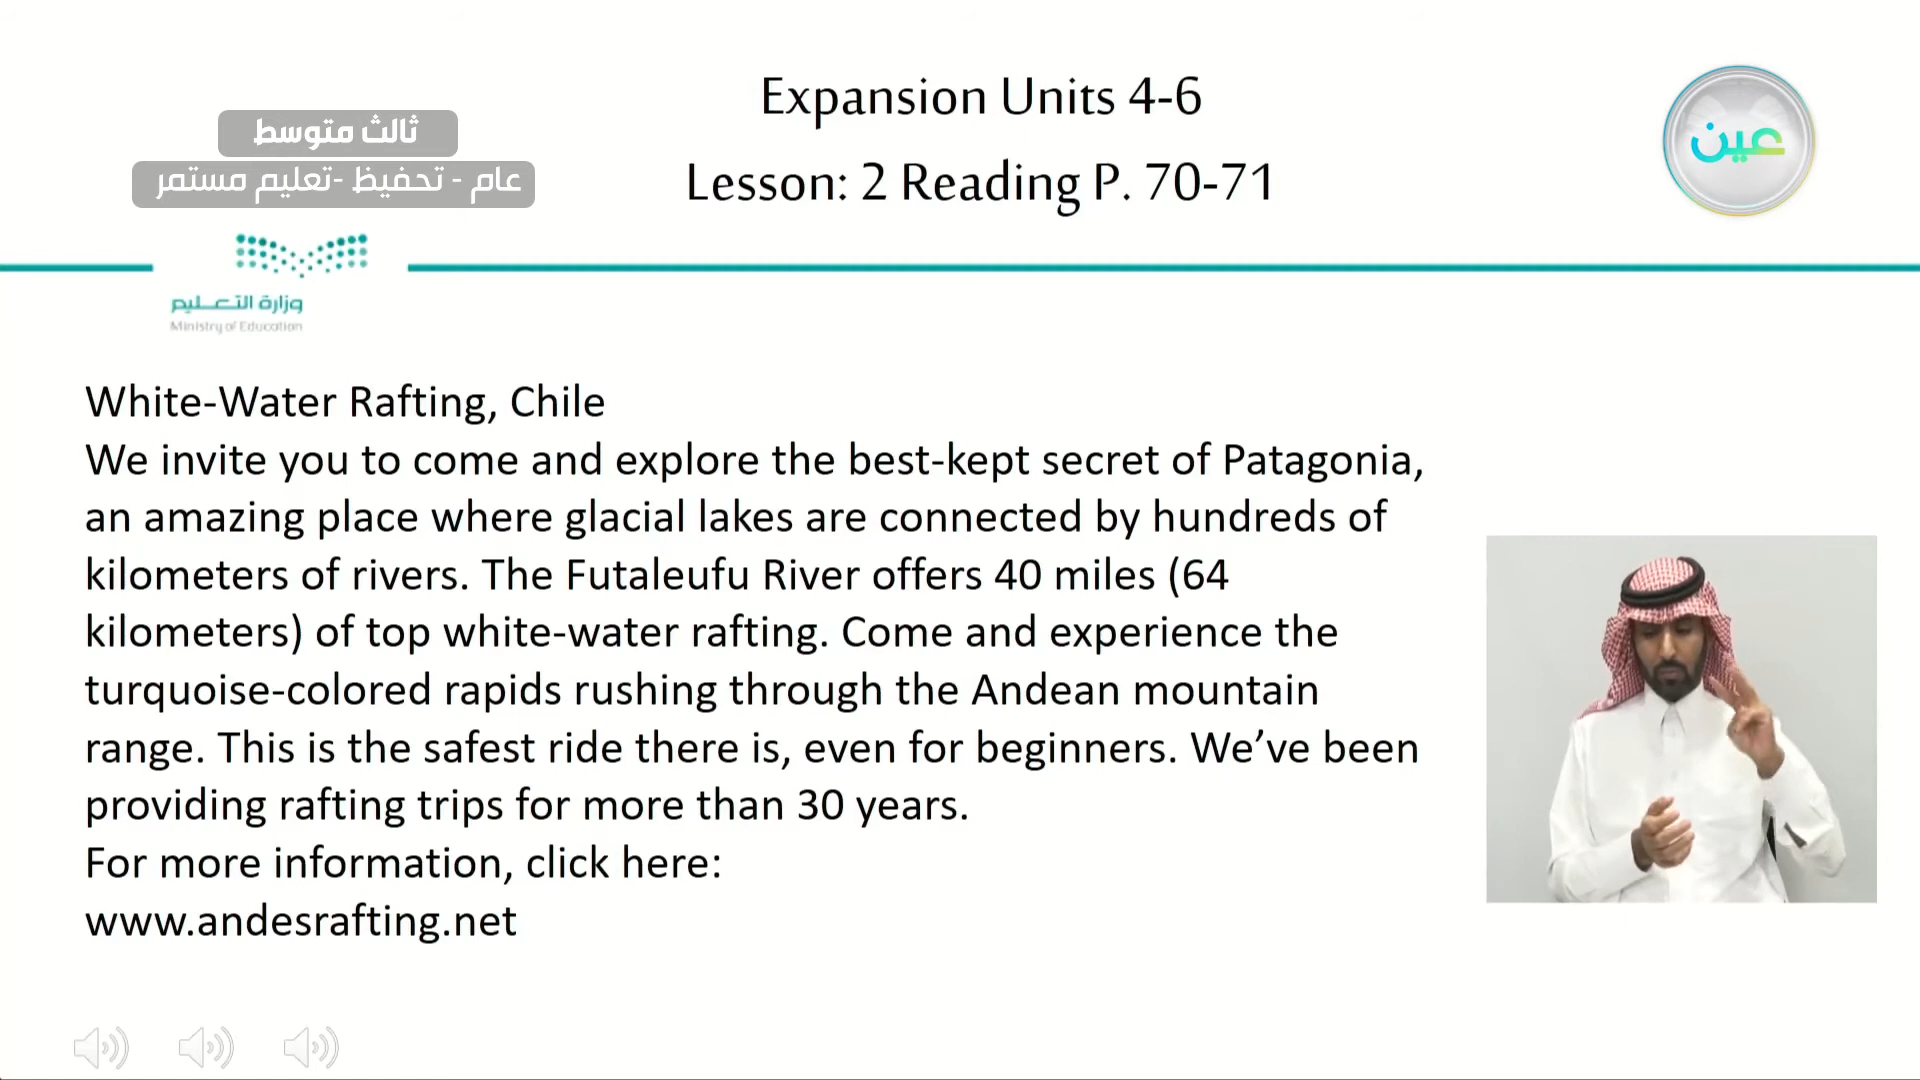 Expansion Units 4-6
Lesson: 2 Reading P. 70-71
ثالث متوسط
عام - تحفيظ -تعليم مستمر
عين
وزارة التعليم
Ministry of Education
White-Water Rafting, Chile
We invite you to come and explore the best-kept secret of Patagonia,
an amazing place where glacial lakes are connected by hundreds of
kilometers of rivers. The Futaleufu River offers 40 miles (64
kilometers) of top white-water rafting. Come and experience the
turquoise-colored rapids rushing through the Andean mountain
range. This is the safest ride there is, even for beginners. We’ve been
providing rafting trips for more than 30 years.
For more information, click here:
www.andesrafting.net